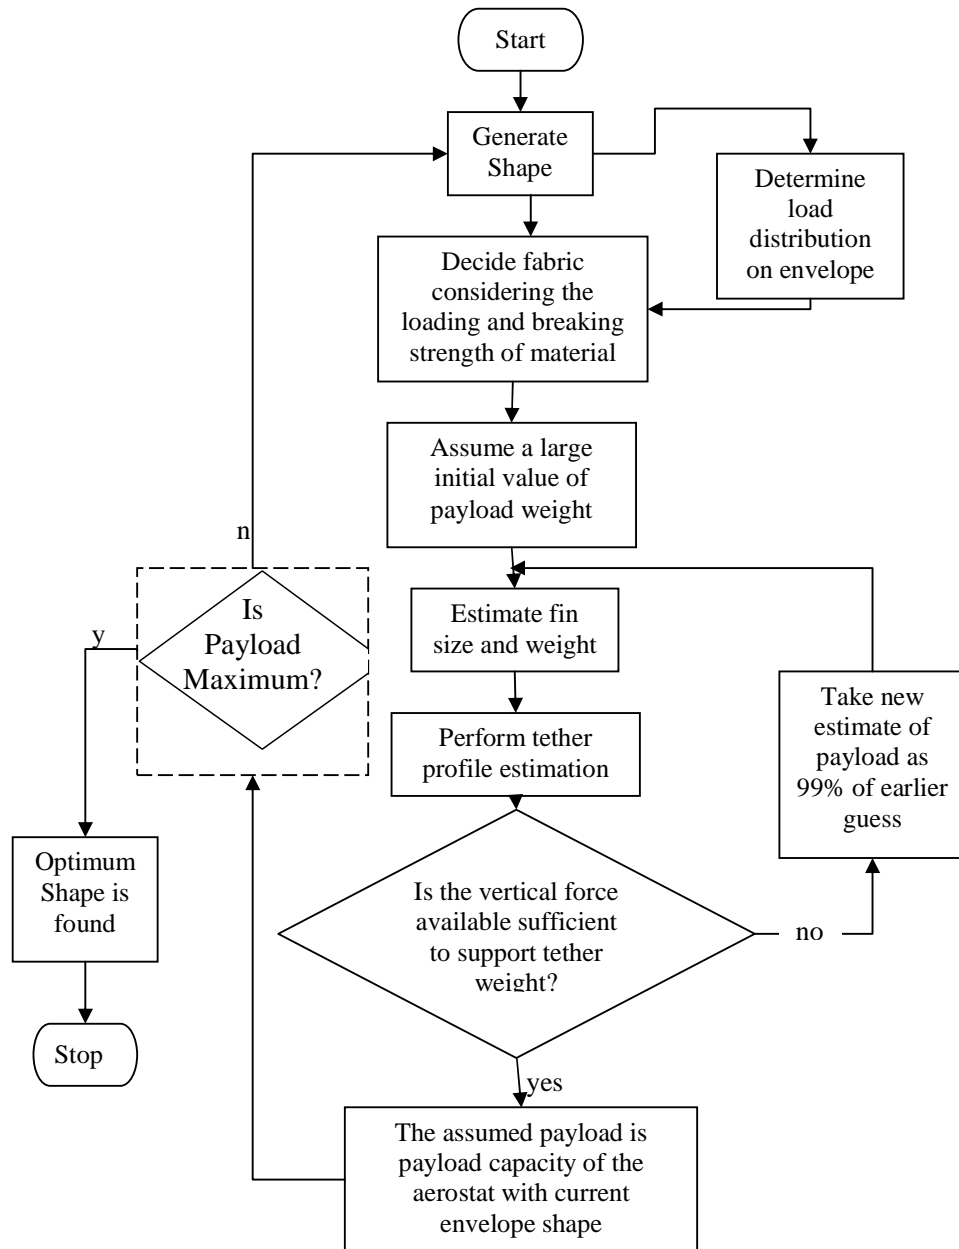 Start
Generate
Shape
Determine
load
distribution
on envelope
Decide fabric
considering the
loading and breaking
strength of material
Assume a large
initial value of
payload weight
n
Is
Payload
Maximum?
y
Estimate fin
size and weight
Take new
estimate of
payload as
99% of earlier
guess
Perform tether
profile estimation
Optimum
Shape is
found
Is the vertical force
available sufficient
to support tether
weight?
no
Stop
yes
The assumed payload is
payload capacity of the
aerostat with current
envelope shape